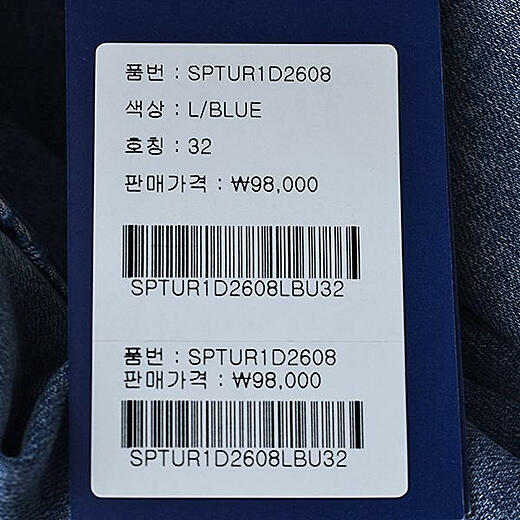 품번 : SPTUR1D2608
색상 : L/BLUE
호칭 : 32
판매가격 : ₩98,000
SPTUR1D2608LBU32
품번 : SPTUR1D2608
판매가격 : ₩98,000
SPTUR1D2608LBU32